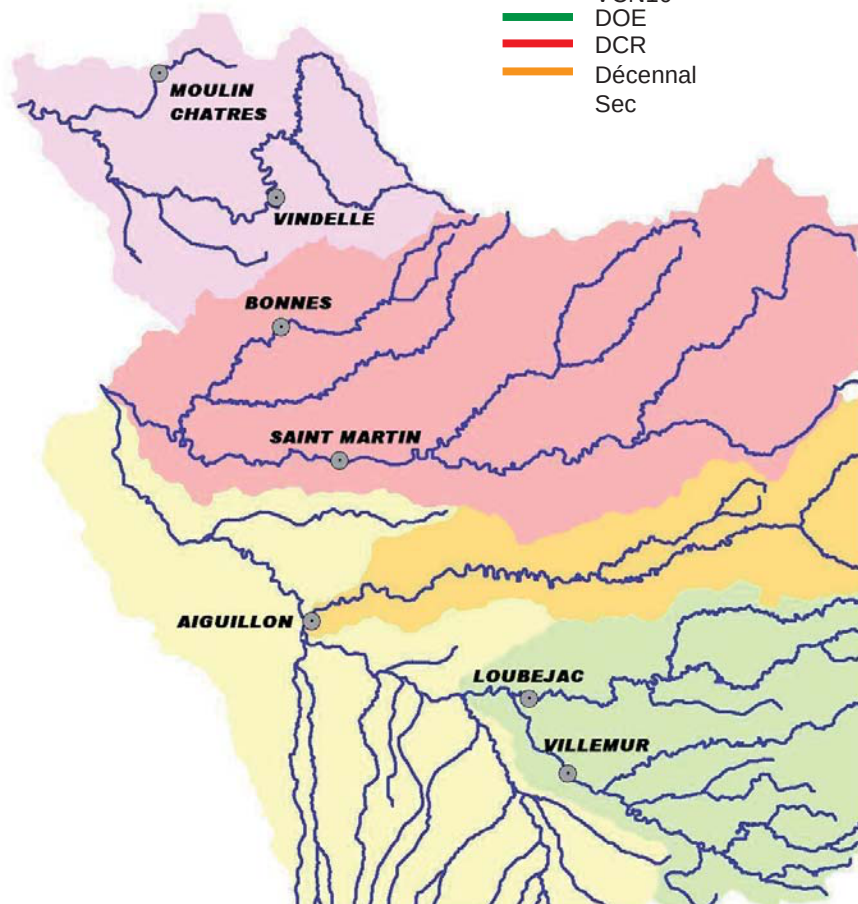 DOE
DCR
Décennal
Sec
MOULIN
CHATRES
VINDELLE
BONNES
SAINT MARTIN
AIGUILLON
LOUBEJAC
VILLEMUR